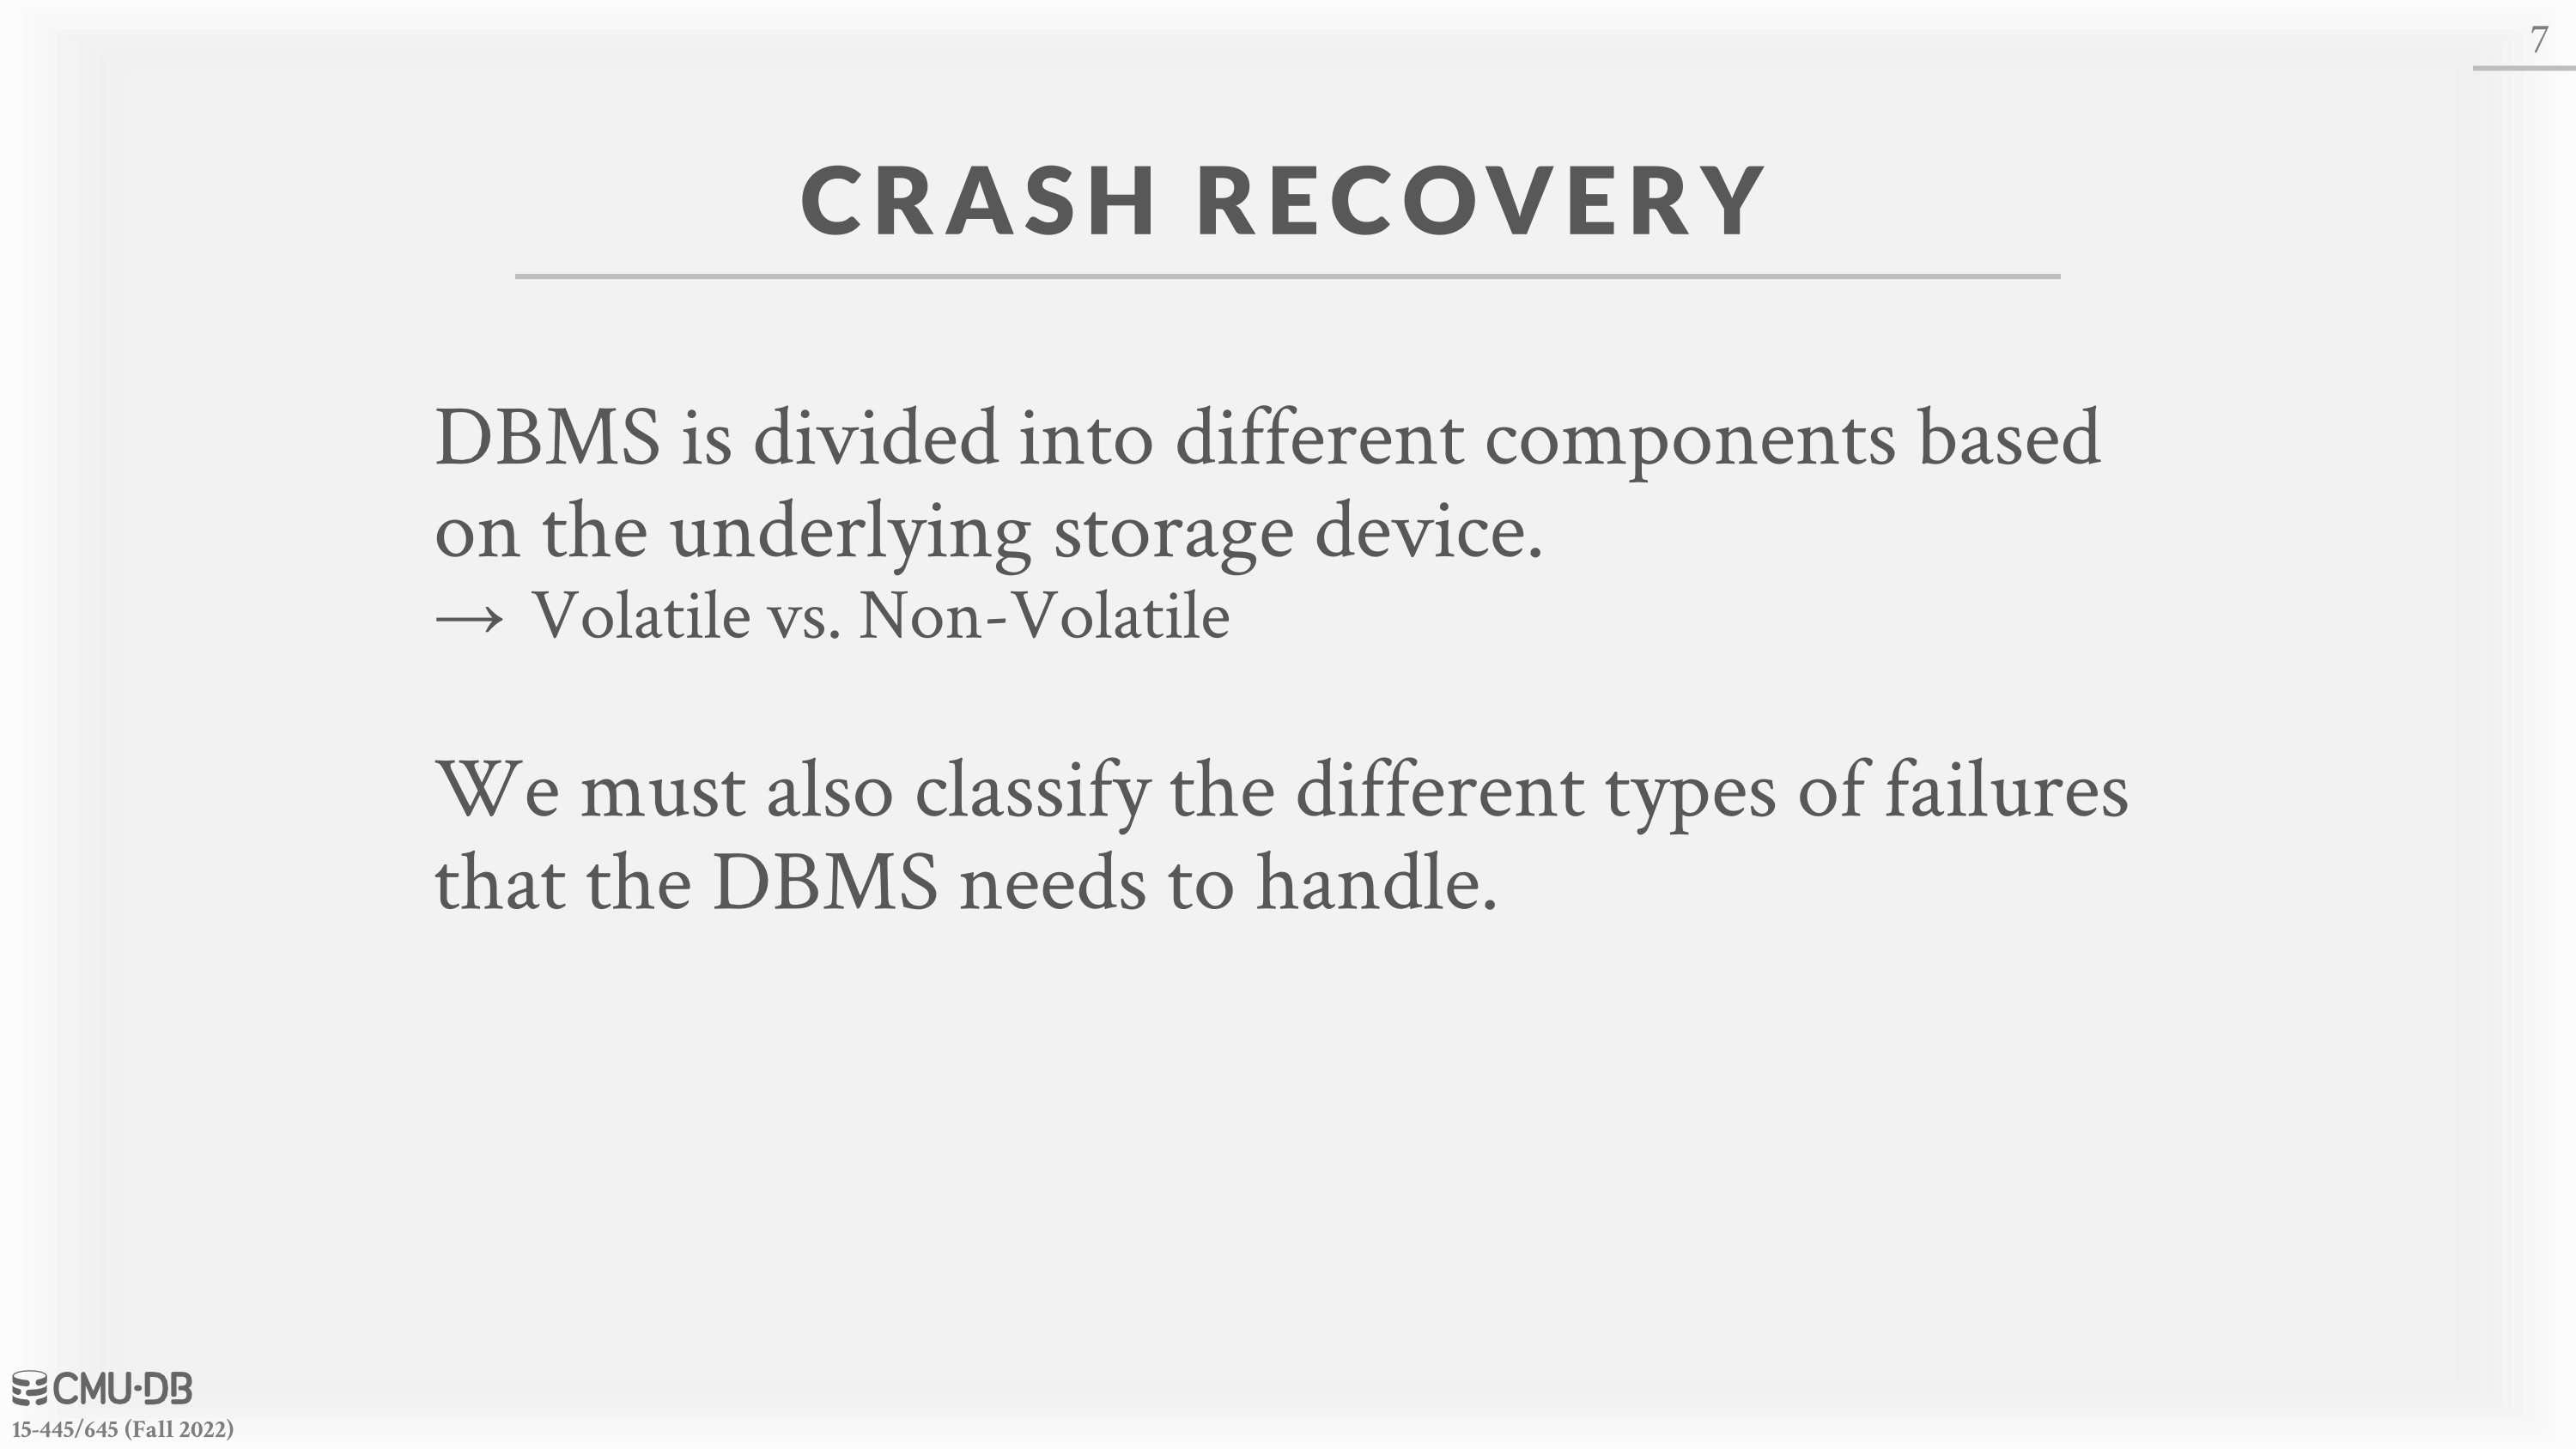 7
CRASH RECOVERY
DBMS is divided into different components based
on the underlying storage device.
→ Volatile vs. Non-Volatile
We must also classify the different types of failures
that the DBMS needs to handle.
CMU·DB
15-445/645 (Fall 2022)